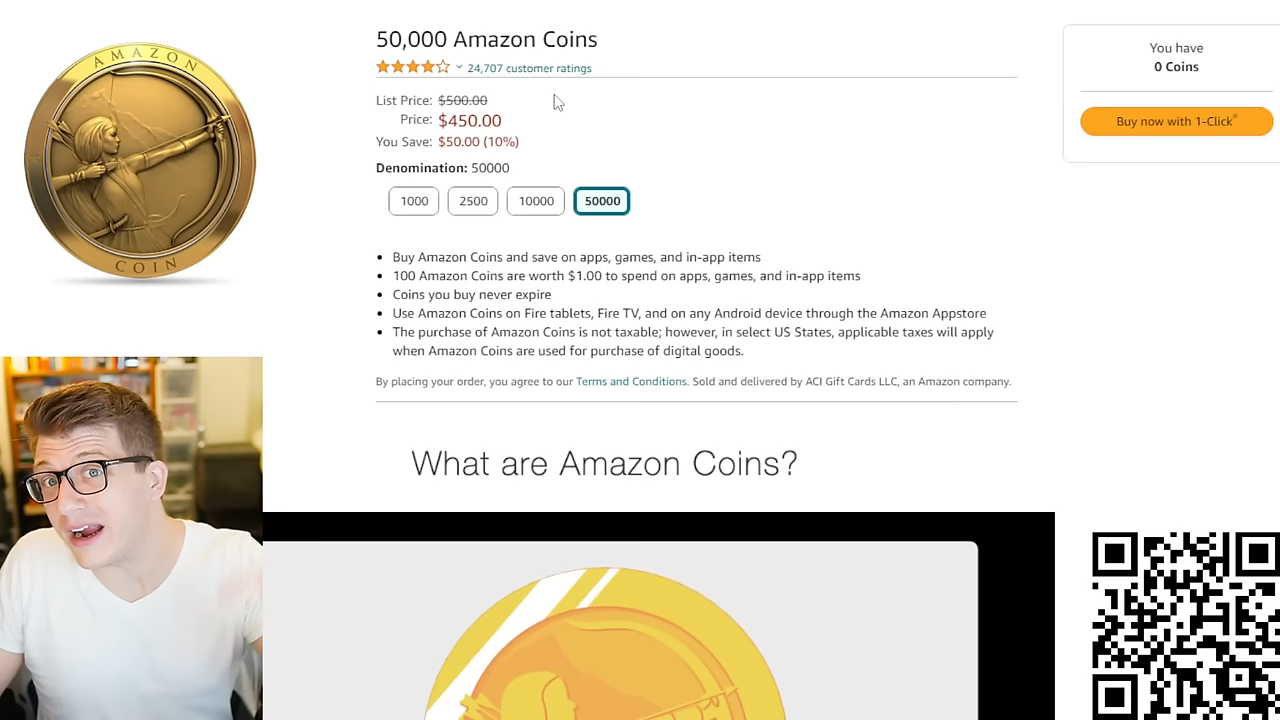 AMAZON
COIN
50,000 Amazon Coins
24,707 customer ratings
List Price: $500.00
Price: $450.00
You Save: $50.00 (10%)
Denomination: 50000
1000 2500 10000 50000
Buy Amazon Coins and save on apps, games, and in-app items
100 Amazon Coins are worth $1.00 to spend on apps, games, and in-app items
Coins you buy never expire
Use Amazon Coins on Fire tablets, Fire TV, and on any Android device through the Amazon Appstore
The purchase of Amazon Coins is not taxable; however, in select US States, applicable taxes will apply
when Amazon Coins are used for purchase of digital goods.
By placing your order, you agree to our Terms and Conditions. Sold and delivered by ACI Gift Cards LLC, an Amazon company.
What are Amazon Coins?
You have
0 Coins
Buy now with 1-Click®